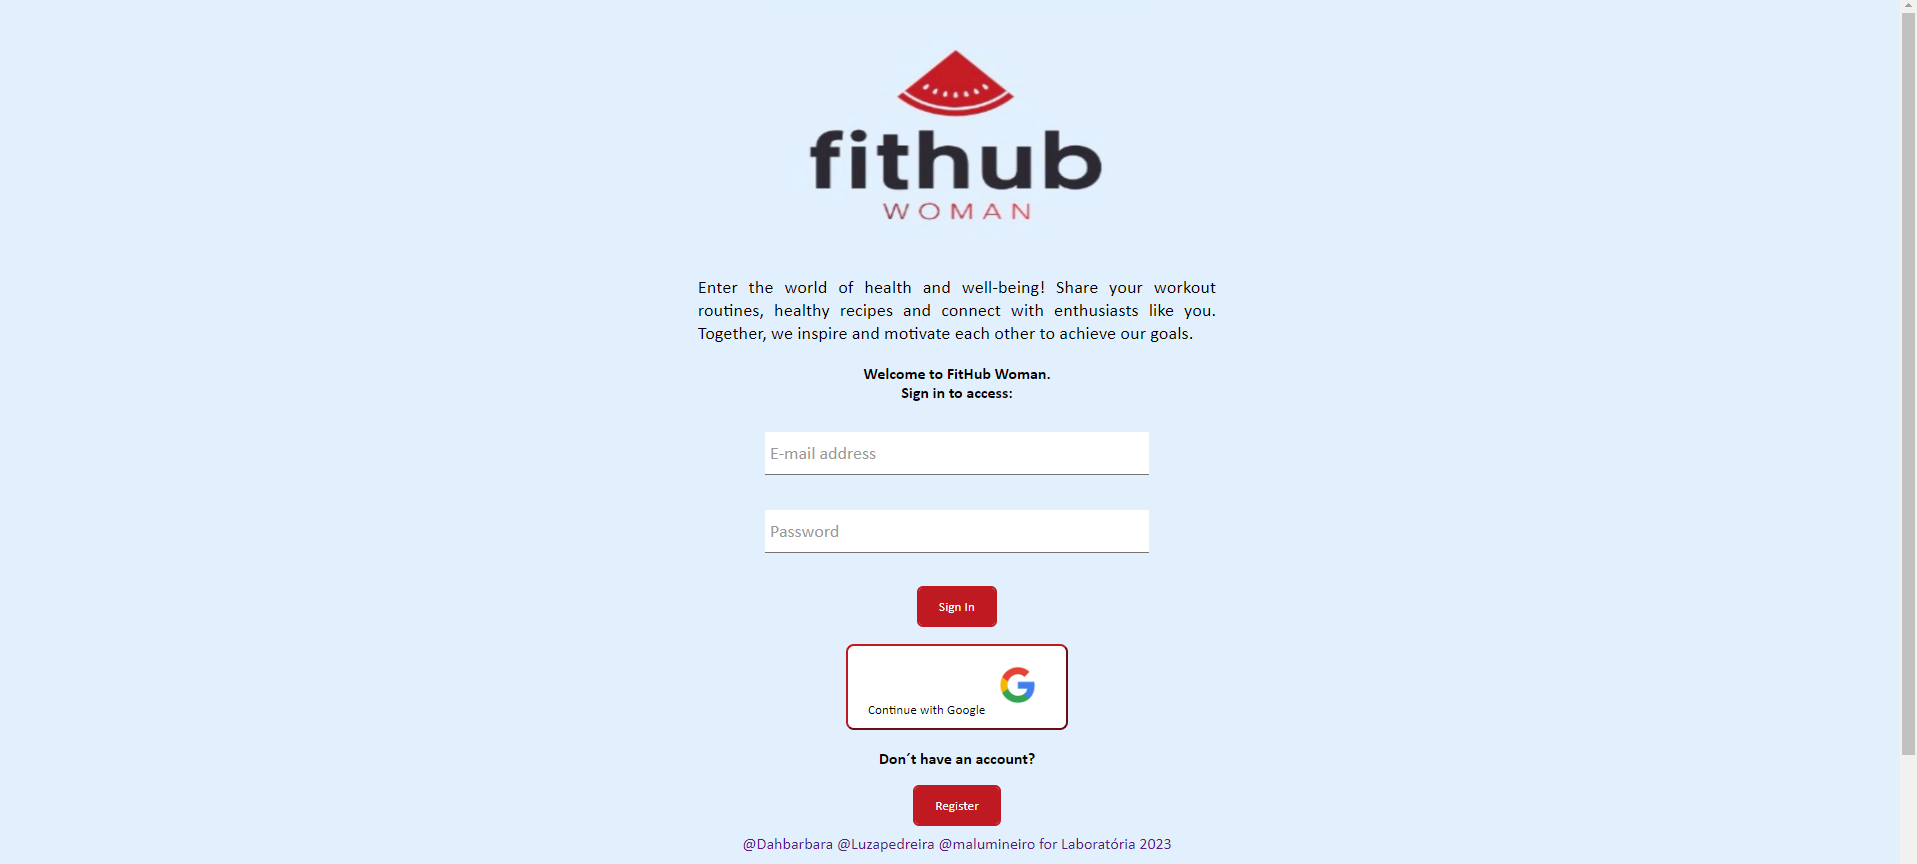 fithub
WOMAN
Enter the world of health and well-being! Share your workout
routines, healthy recipes and connect with enthusiasts like you.
Together, we inspire and motivate each other to achieve our goals.
Welcome to FitHub Woman.
Sign in to access:
E-mail address
Password
Sign In
Continue with Google
Don´t have an account?
Register
@Dahbarbara @Luzapedreira @malumineiro for Laboratória 2023